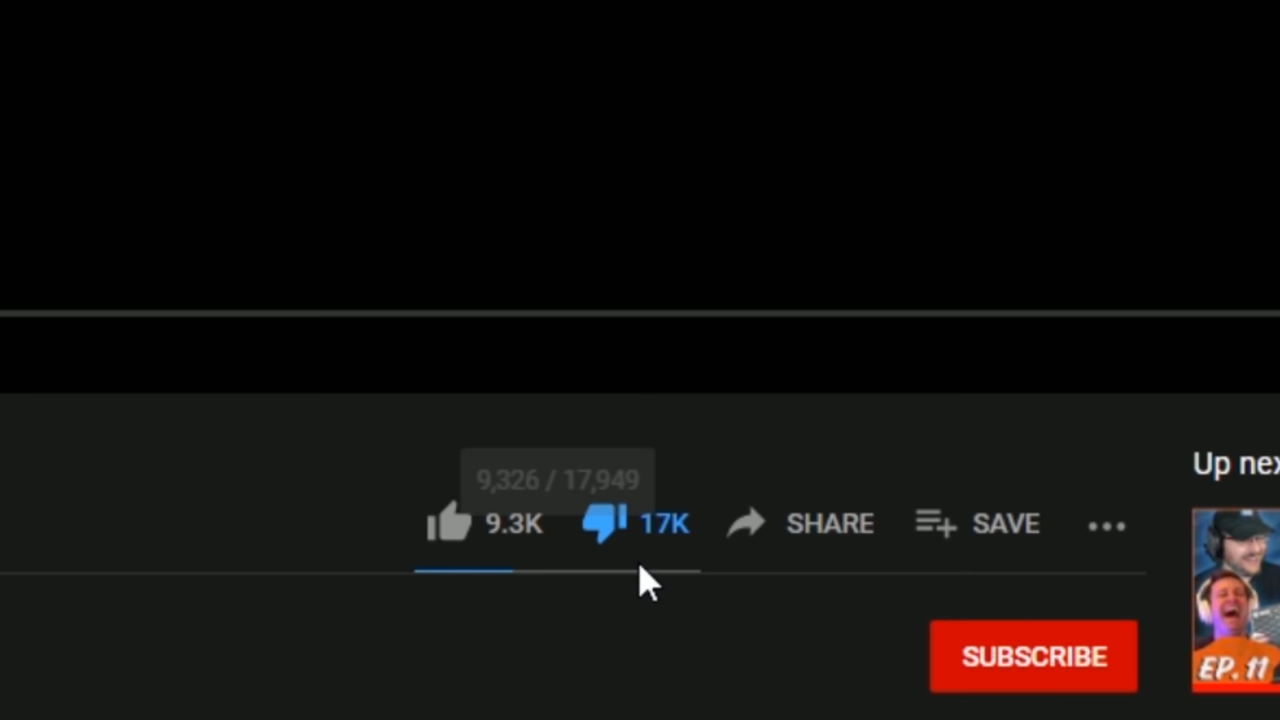 Up nex
9,326 / 17,949
9.3K 17K SHARE SAVE
SUBSCRIBE
EP. 11